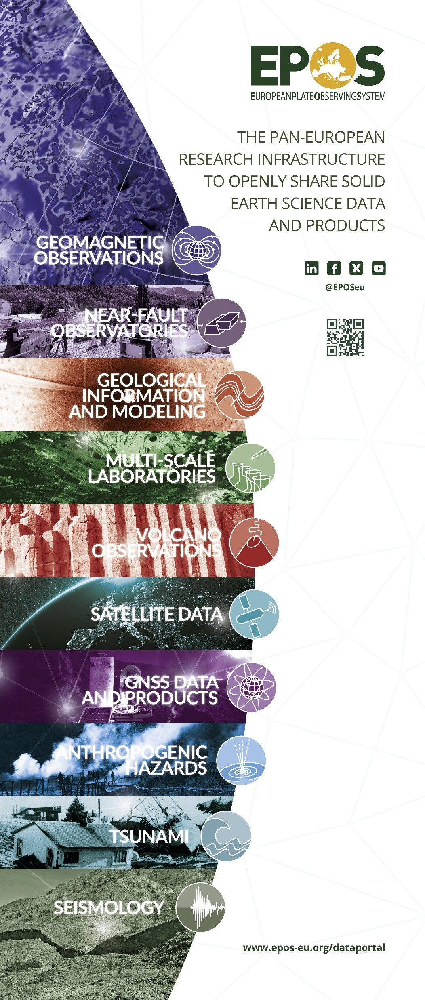 EPOS
EUROPEANPLATEOBSERVINGSYSTEM
THE PAN-EUROPEAN
RESEARCH INFRASTRUCTURE
TO OPENLY SHARE SOLID
EARTH SCIENCE DATA
AND PRODUCTS
in f X
@EPOSeu
GEOMAGNETIC
OBSERVATIONS
NEAR-FAULT
OBSERVATORIES
GEOLOGICAL
INFORMATION
AND MODELING
MULTI-SCALE
LABORATORIES
VOLCANO
OBSERVATIONS
SATELLITE DATA
GNSS DATA
AND PRODUCTS
ANTHROPOGENIC
HAZARDS
TSUNAMI
SEISMOLOGY
www.epos-eu.org/dataportal